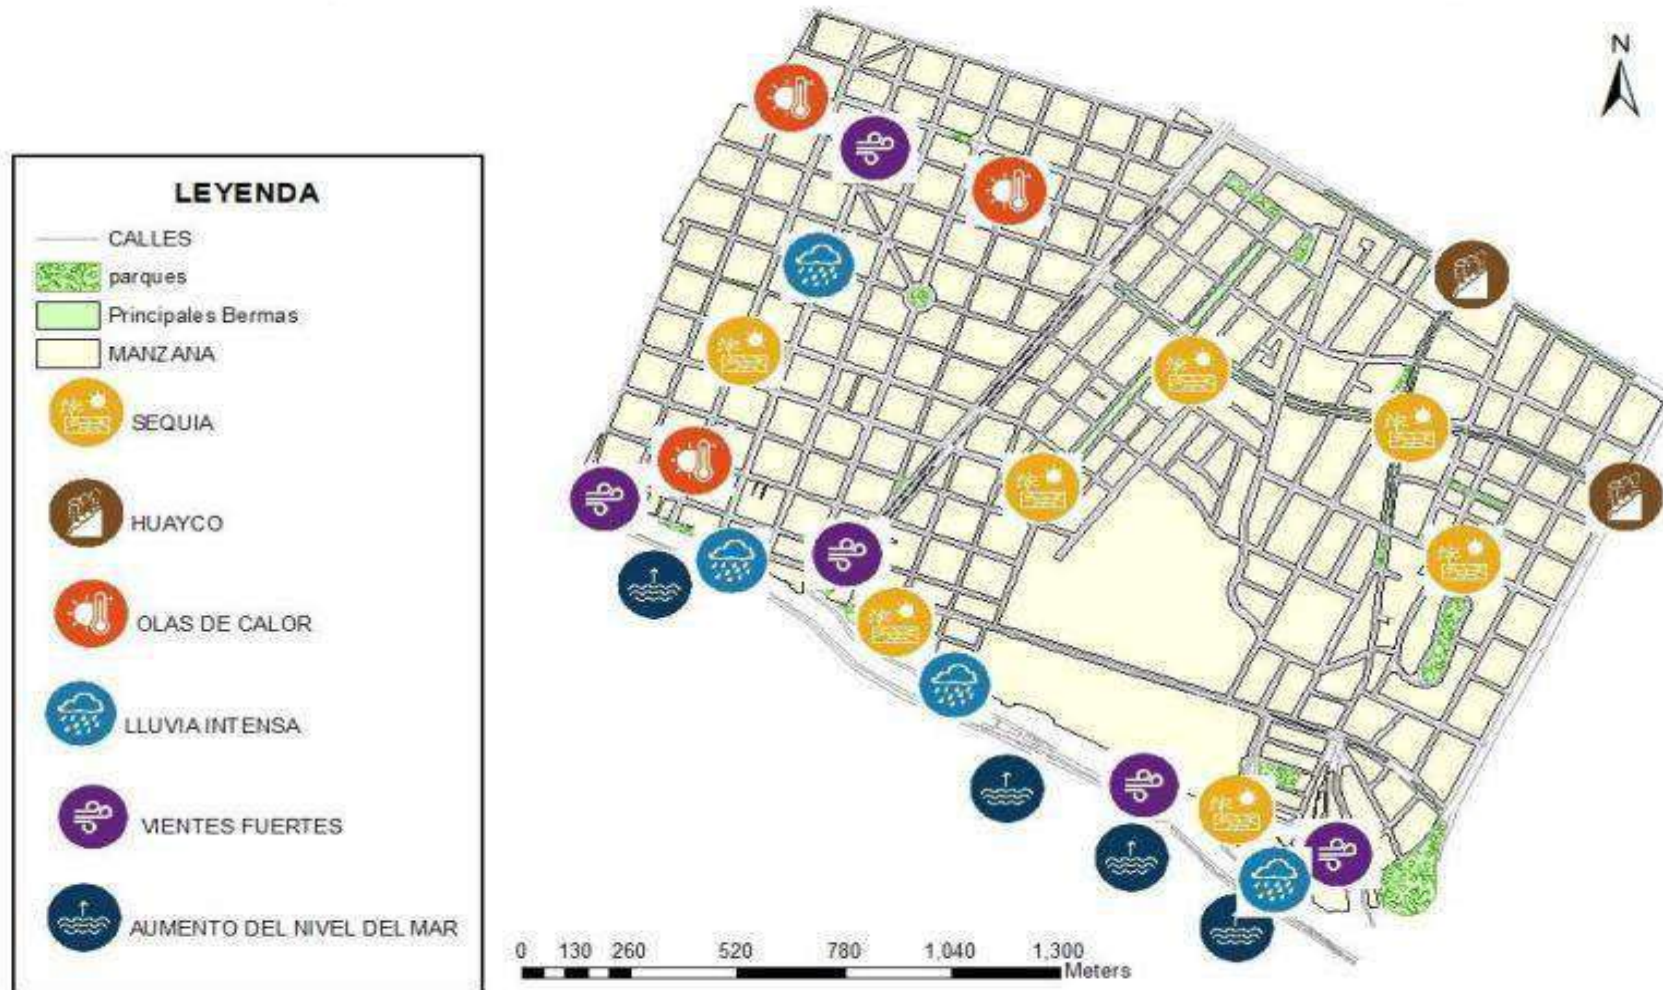 N
LEYENDA
CALLES
parques
Principales Bermas
MANZANA
SEQUIA
HUAYCO
OLAS DE CALOR
LLUVIA INTENSA
VIENTES FUERTES
AUMENTO DEL NIVEL DEL MAR
0 130 260 520 780 1,040 1,300
Meters